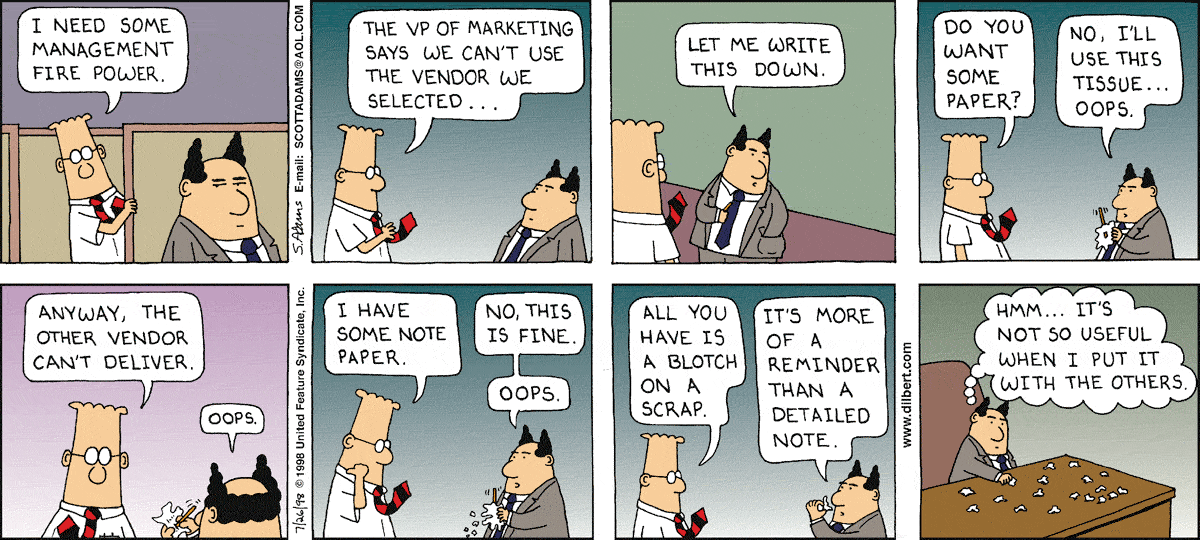 I NEED SOME
MANAGEMENT
FIRE POWER.
S. Adams E-mail: SCOTTADAMS@AOL.COM
THE VP OF MARKETING
SAYS WE CAN'T USE
THE VENDOR WE
SELECTED...
LET ME WRITE
THIS DOWN.
DO YOU
WANT
SOME
PAPER?
NO, I'LL
USE THIS
TISSUE...
OOPS.
ANYWAY, THE
OTHER VENDOR
CAN'T DELIVER.
OOPS.
7/26/98 © 1998 United Feature Syndicate, Inc.
I HAVE
SOME NOTE
PAPER.
NO, THIS
IS FINE.
OOPS.
ALL YOU
HAVE IS
A BLOTCH
ON A
SCRAP.
IT'S MORE
OF A
REMINDER
THAN A
DETAILED
NOTE.
www.dilbert.com
HMM... IT'S
NOT SO USEFUL
WHEN I PUT IT
WITH THE OTHERS.